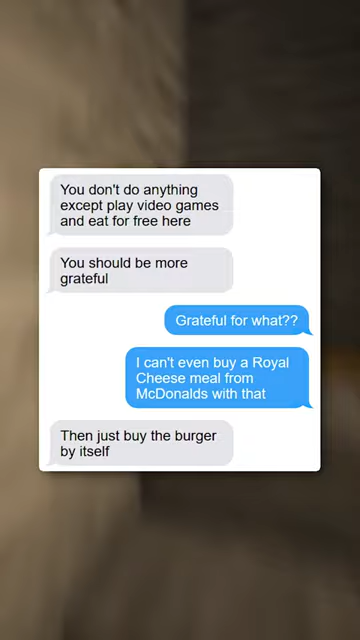 You don't do anything
except play video games
and eat for free here
You should be more
grateful
Grateful for what??
I can't even buy a Royal
Cheese meal from
McDonalds with that
Then just buy the burger
by itself